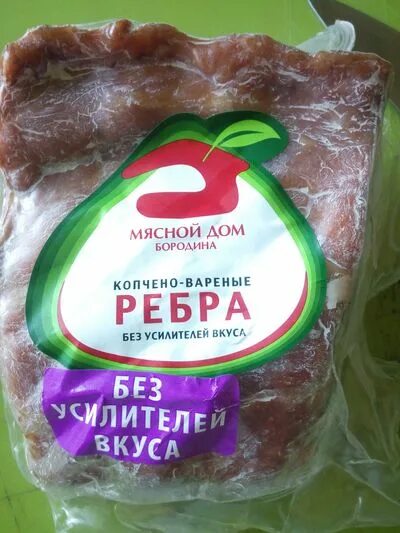 МЯСНОЙ ДОМ
БОРОДИНА
КОПЧЕНО-ВАРЕНЫЕ
РЕБРА
БЕЗ УСИЛИТЕЛЕЙ ВКУСА
БЕЗ
УСИЛИТЕЛЕЙ
ВКУСА